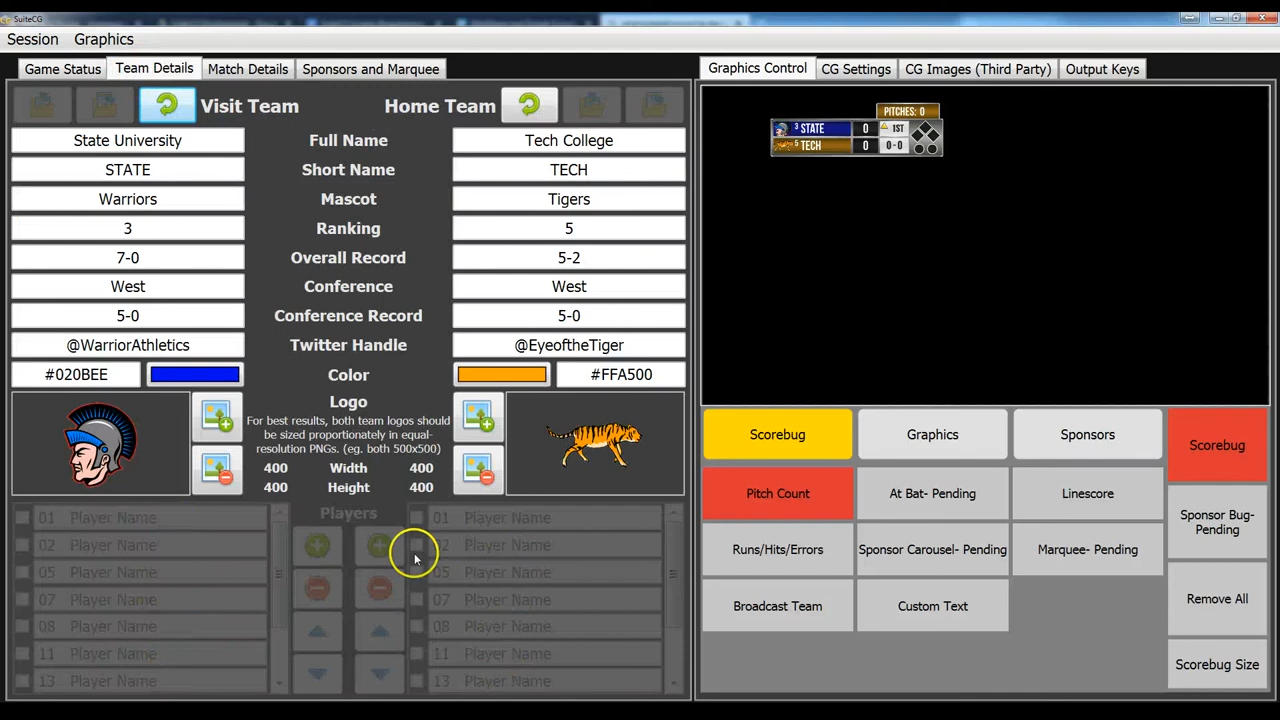 SuiteCG
Session Graphics
Game Status Team Details Match Details Sponsors and Marquee
Visit Team Home Team
State University Full Name Tech College
STATE Short Name TECH
Warriors Mascot Tigers
3 Ranking 5
7-0 Overall Record 5-2
West Conference West
5-0 Conference Record 5-0
@WarriorAthletics Twitter Handle @EyeoftheTiger
#020BEE Color #FFA500
Logo
For best results, both team logos should
be sized proportionately in equal-
resolution PNGs. (eg. both 500x500)
400 Width 400
400 Height 400
Players
01 Player Name 01 Player Name
02 Player Name 02 Player Name
05 Player Name 05 Player Name
07 Player Name 07 Player Name
08 Player Name 08 Player Name
11 Player Name 11 Player Name
13 Player Name 13 Player Name
Graphics Control CG Settings CG Images (Third Party) Output Keys
PITCHES: 0
3 STATE 0 1ST
5 TECH 0 0-0
Scorebug Graphics Sponsors Scorebug
Pitch Count At Bat- Pending Linescore
Sponsor Bug-
Pending
Runs/Hits/Errors Sponsor Carousel- Pending Marquee- Pending
Remove All
Broadcast Team Custom Text
Scorebug Size